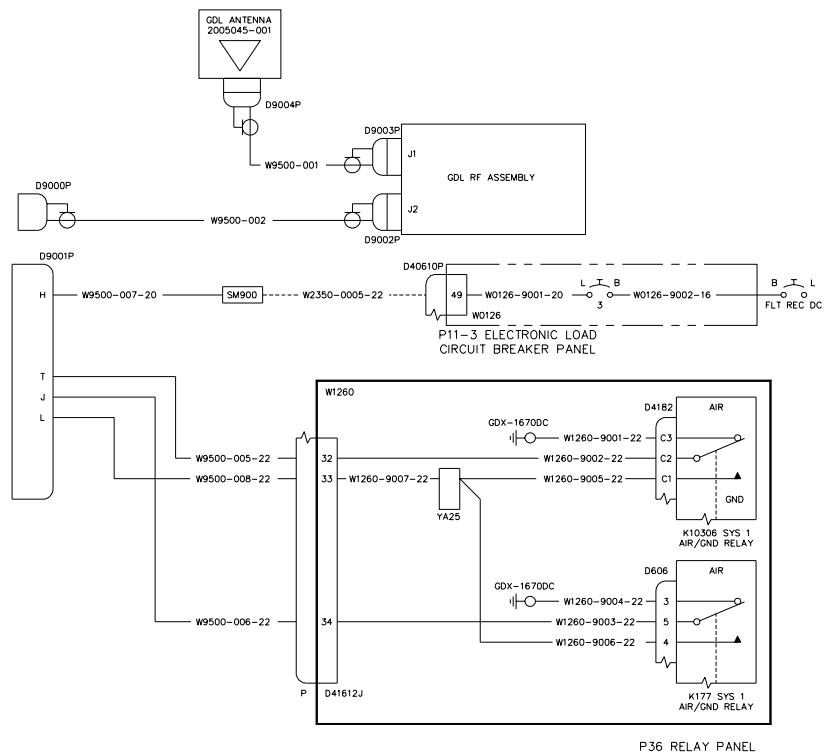 GDL ANTENNA
2005045-001
D9004P
D9003P
J1
W9500-001
GDL RF ASSEMBLY
D9000P
J2
W9500-002
D9002P
D9001P
D40610P
H
W9500-007-20
SM900
W2350-0005-22
49
W0126-9001-20
L
B
3
W0126-9002-16
B
L
FLT REC DC
W0126
P11-3 ELECTRONIC LOAD
CIRCUIT BREAKER PANEL
T
J
L
W1260
D4182
AIR
GDX-1670DC
W1260-9001-22
C3
W9500-005-22
32
W1260-9002-22
C2
W9500-008-22
33
W1260-9007-22
W1260-9005-22
C1
YA25
GND
K10306 SYS 1
AIR/GND RELAY
D606
AIR
GDX-1670DC
W1260-9004-22
3
W9500-006-22
34
W1260-9003-22
5
W1260-9006-22
4
K177 SYS 1
AIR/GND RELAY
P
D41612J
P36 RELAY PANEL